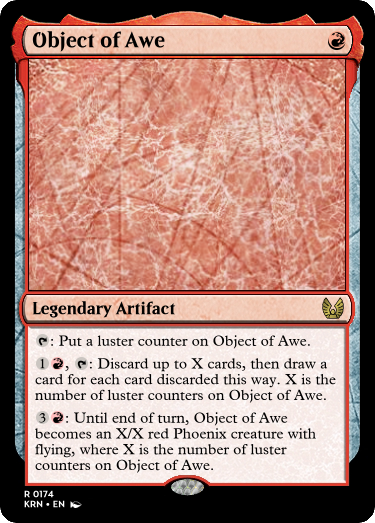 Object of Awe
Legendary Artifact
: Put a luster counter on Object of Awe.
1, : Discard up to X cards, then draw a
card for each card discarded this way. X is the
number of luster counters on Object of Awe.
3: Until end of turn, Object of Awe
becomes an X/X red Phoenix creature with
flying, where X is the number of luster
counters on Object of Awe.
R 0174
KRN • EN